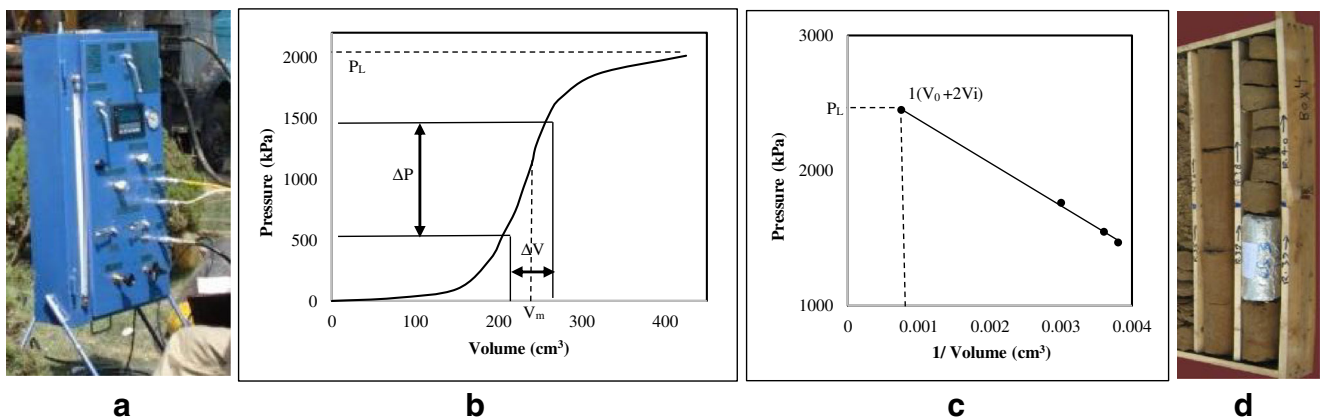 2000
1500
1000
500
0
Pressure (kPa)
P_L
ΔP
ΔV
V_m
0
100
200
300
400
Volume (cm³)
3000
2000
1000
Pressure (kPa)
P_L
1(V₀+2Vi)
0
0.001
0.002
0.003
0.004
1/ Volume (cm³)
BOX 4
a
b
c
d